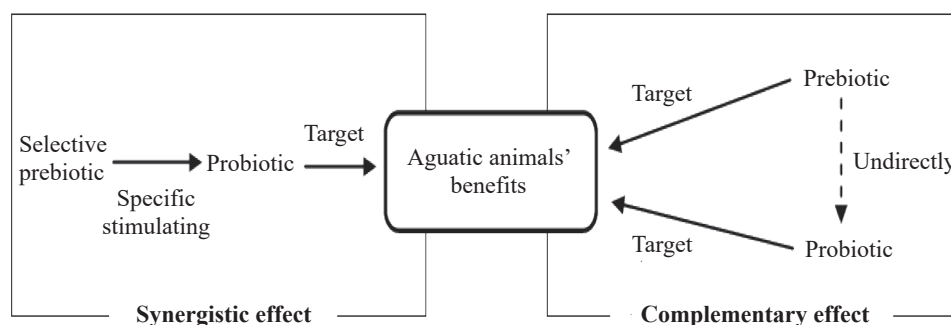 Selective
prebiotic
Specific
stimulating
Probiotic
Target
Aguatic animals’
benefits
Target
Prebiotic
Undirectly
Target
Probiotic
Synergistic effect
Complementary effect